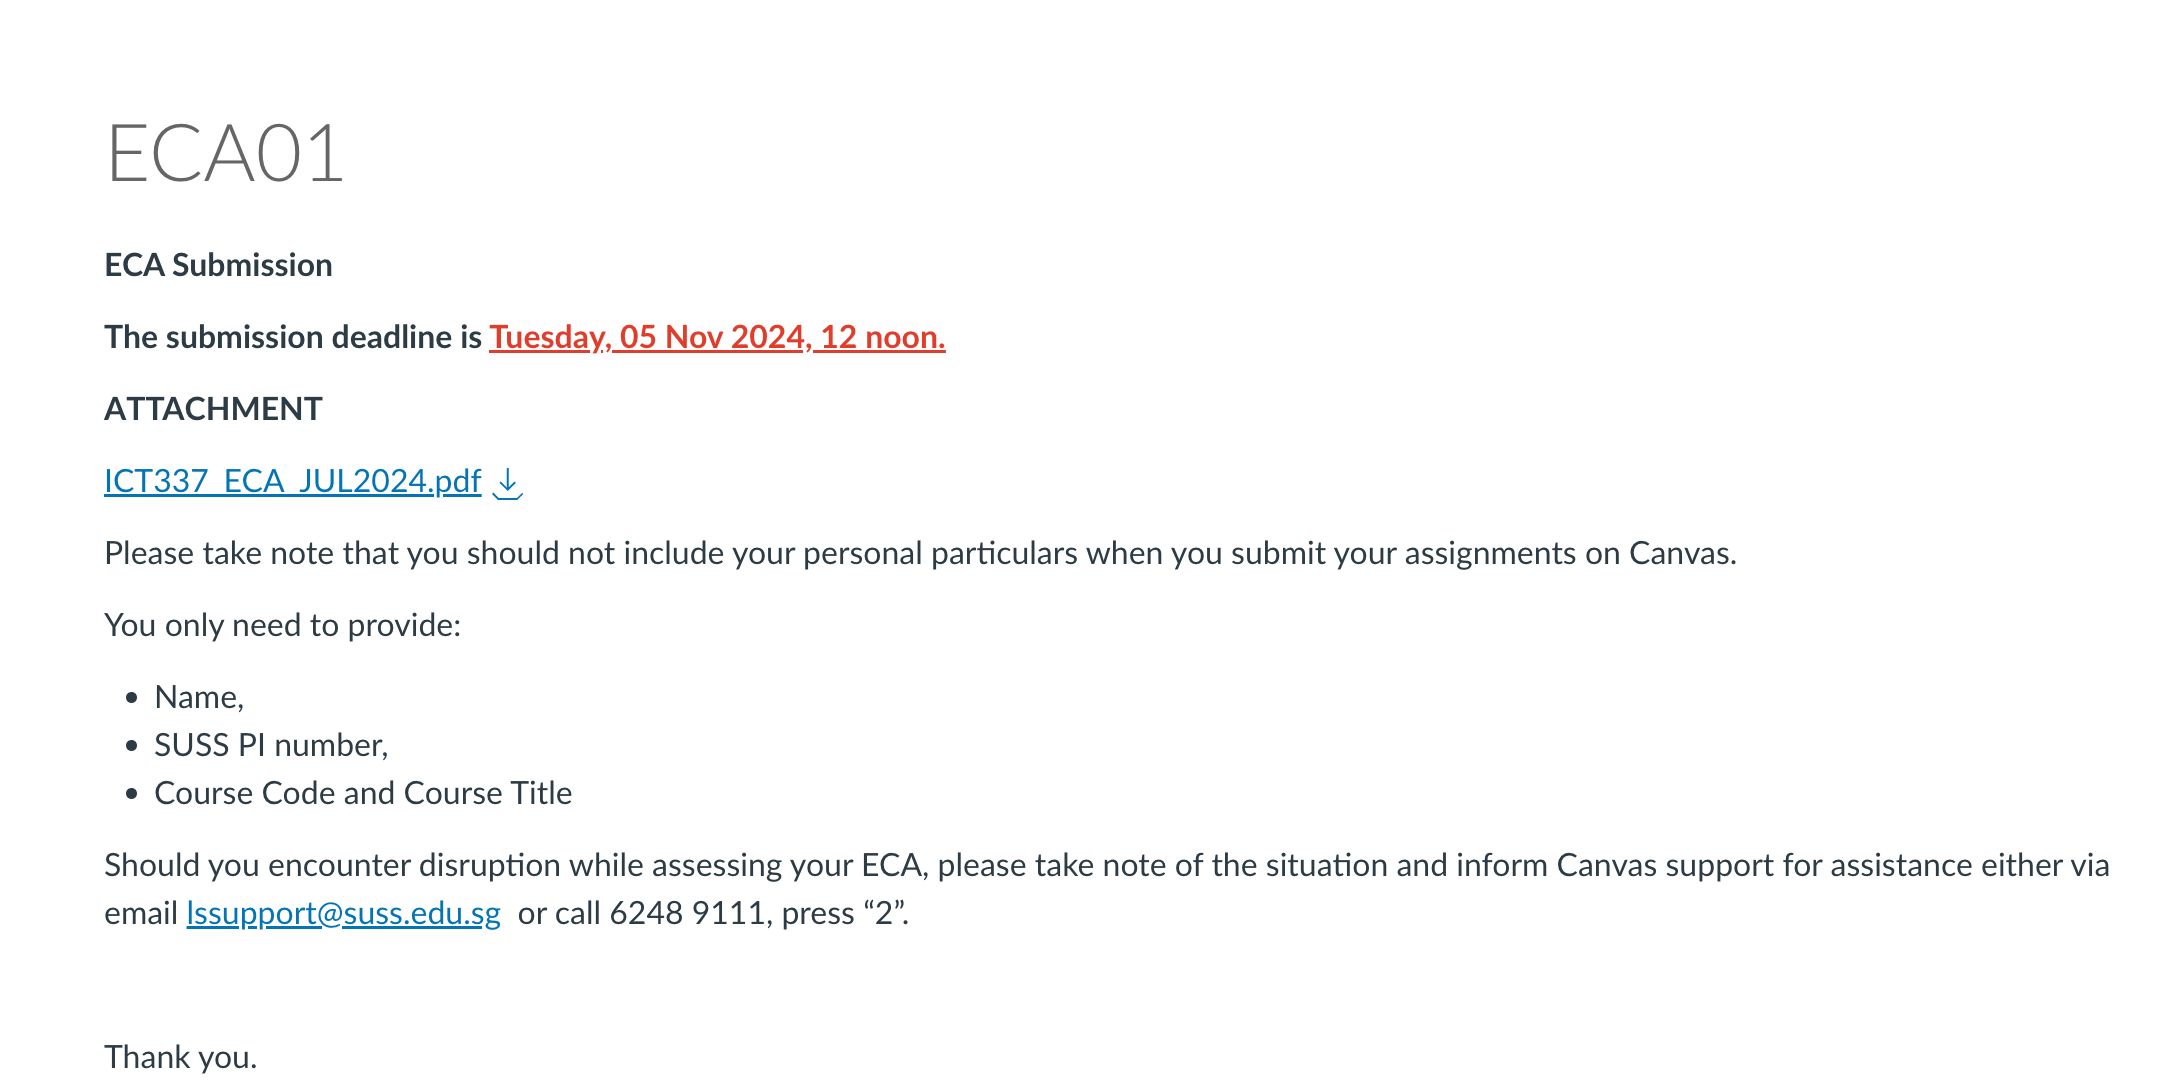 ECA01
ECA Submission
The submission deadline is Tuesday, 05 Nov 2024, 12 noon.
ATTACHMENT
ICT337_ECA_JUL2024.pdf
Please take note that you should not include your personal particulars when you submit your assignments on Canvas.
You only need to provide:
• Name,
• SUSS PI number,
• Course Code and Course Title
Should you encounter disruption while assessing your ECA, please take note of the situation and inform Canvas support for assistance either via
email lssupport@suss.edu.sg or call 6248 9111, press “2”.
Thank you.